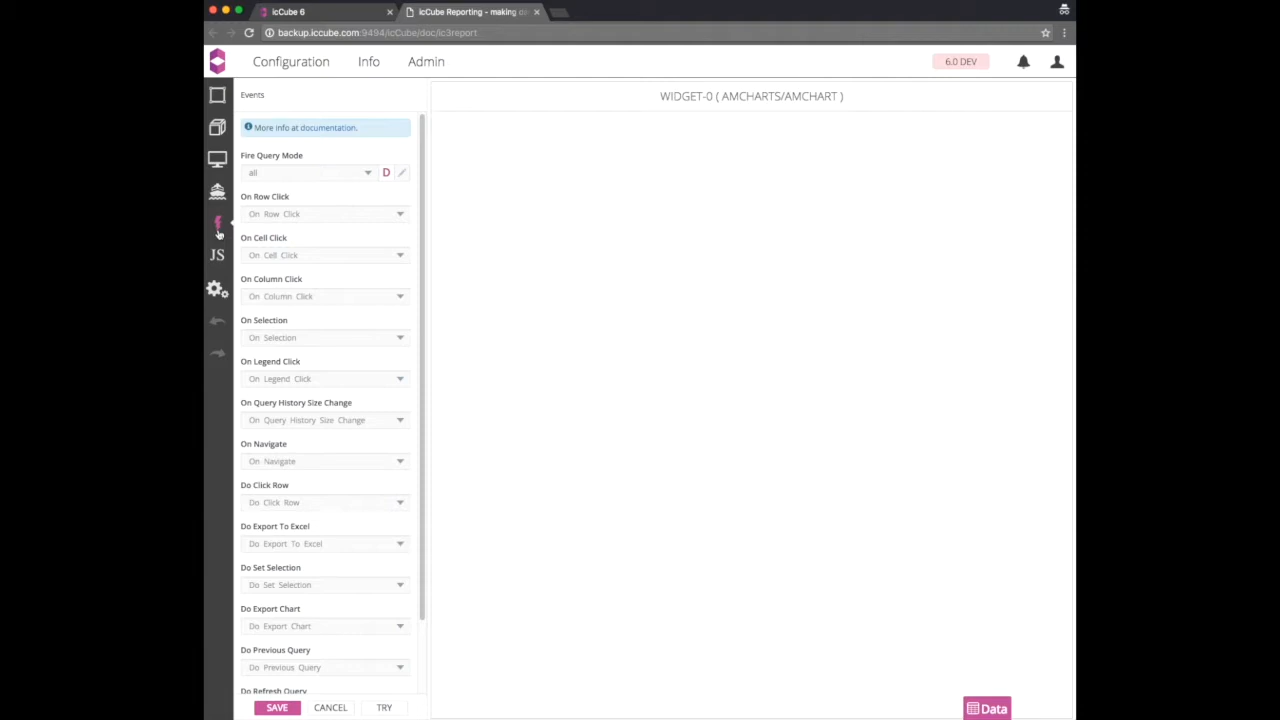 icCube 6
icCube Reporting - making d
backup.iccube.com:9494/icCube/doc/ic3report
Configuration
Info
Admin
6.0 DEV
Events
WIDGET-0 ( AMCHARTS/AMCHART )
More info at documentation.
Fire Query Mode
all
D
On Row Click
On Row Click
On Cell Click
On Cell Click
JS
On Column Click
On Column Click
On Selection
On Selection
On Legend Click
On Legend Click
On Query History Size Change
On Query History Size Change
On Navigate
On Navigate
Do Click Row
Do Click Row
Do Export To Excel
Do Export To Excel
Do Set Selection
Do Set Selection
Do Export Chart
Do Export Chart
Do Previous Query
Do Previous Query
Do Refresh Query
SAVE
CANCEL
TRY
Data